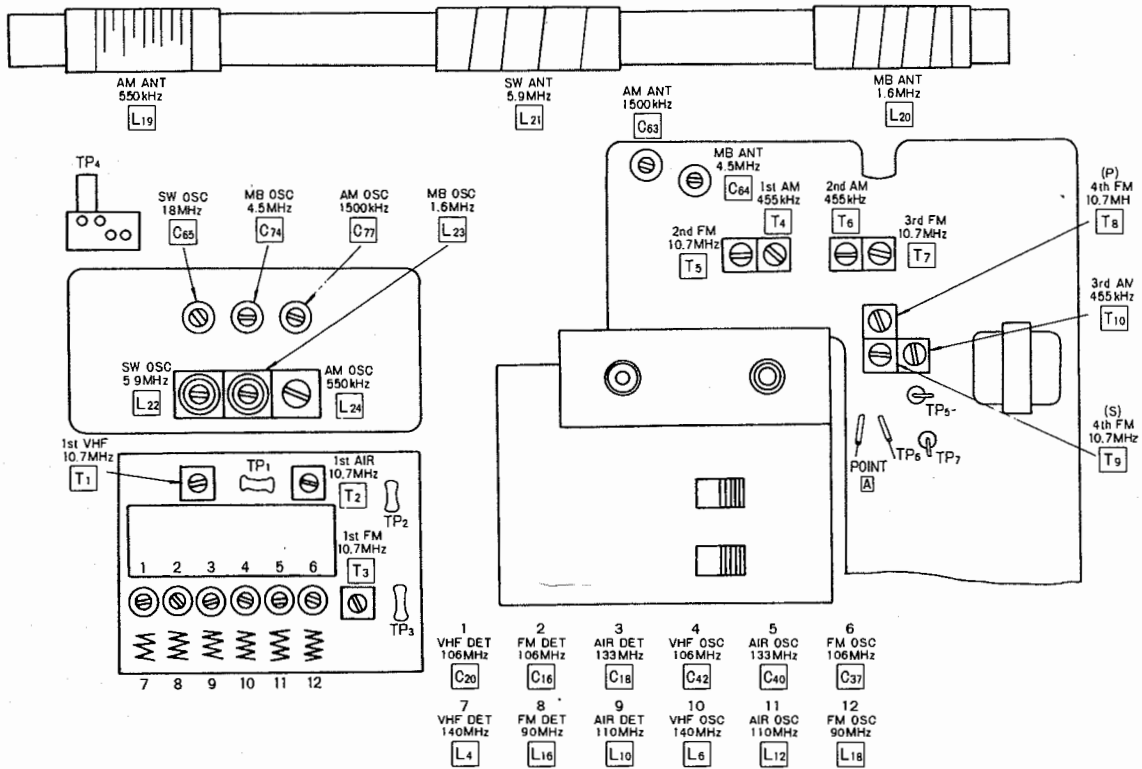 AM ANT
550kHz
L19
SW ANT
5.9MHz
L21
MB ANT
1.6MHz
L20
AM ANT
1500kHz
C63
MB ANT
4.5MHz
C64
TP4
SW OSC
18MHz
C65
MB OSC
4.5MHz
C74
AM OSC
1500kHz
C77
MB OSC
1.6MHz
L23
1st AM
455kHz
T4
2nd AM
455kHz
T6
2nd FM
10.7MHz
T5
3rd FM
10.7MHz
T7
(P)
4th FM
10.7MH
T8
3rd AM
455kHz
T10
SW OSC
5.9MHz
L22
AM OSC
550kHz
L24
TP5-
TP6
TP7
POINT
A
(S)
4th FM
10.7MHz
T9
1st VHF
10.7MHz
T1
TP1
1st AIR
10.7MHz
T2
TP2
1st FM
10.7MHz
T3
TP3
1 2 3 4 5 6
7 8 9 10 11 12
1 2 3 4 5 6
VHF DET FM DET AIR DET VHF OSC AIR OSC FM OSC
106MHz 106MHz 133MHz 106MHz 133MHz 106MHz
C20 C16 C18 C42 C40 C37
7 8 9 10 11 12
VHF DET FM DET AIR DET VHF OSC AIR OSC FM OSC
140MHz 90MHz 110MHz 140MHz 110MHz 90MHz
L4 L16 L10 L6 L12 L18